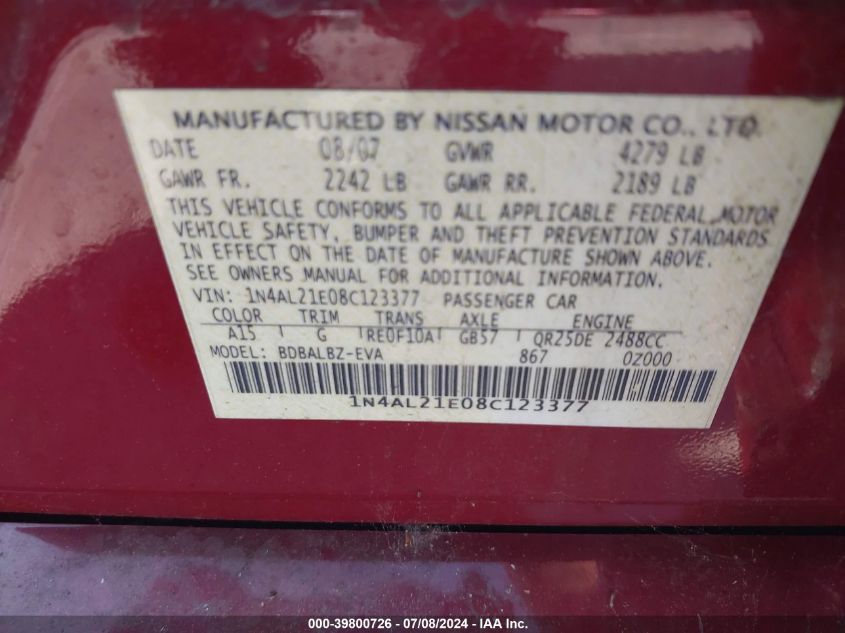 MANUFACTURED BY NISSAN MOTOR CO., LTD.
DATE 08/07 GVWR 4279 LB
GAWR FR. 2242 LB GAWR RR. 2189 LB
THIS VEHICLE CONFORMS TO ALL APPLICABLE FEDERAL MOTOR
VEHICLE SAFETY, BUMPER AND THEFT PREVENTION STANDARDS
IN EFFECT ON THE DATE OF MANUFACTURE SHOWN ABOVE.
SEE OWNERS MANUAL FOR ADDITIONAL INFORMATION.
VIN: 1N4AL21E08C123377 PASSENGER CAR
COLOR TRIM TRANS AXLE ENGINE
A15 G RE0F10A GB57 QR25DE 2488CC
MODEL: BDBALBZ-EVA 867 0Z000
1N4AL21E08C123377
000-39800726 - 07/08/2024 - IAA Inc.